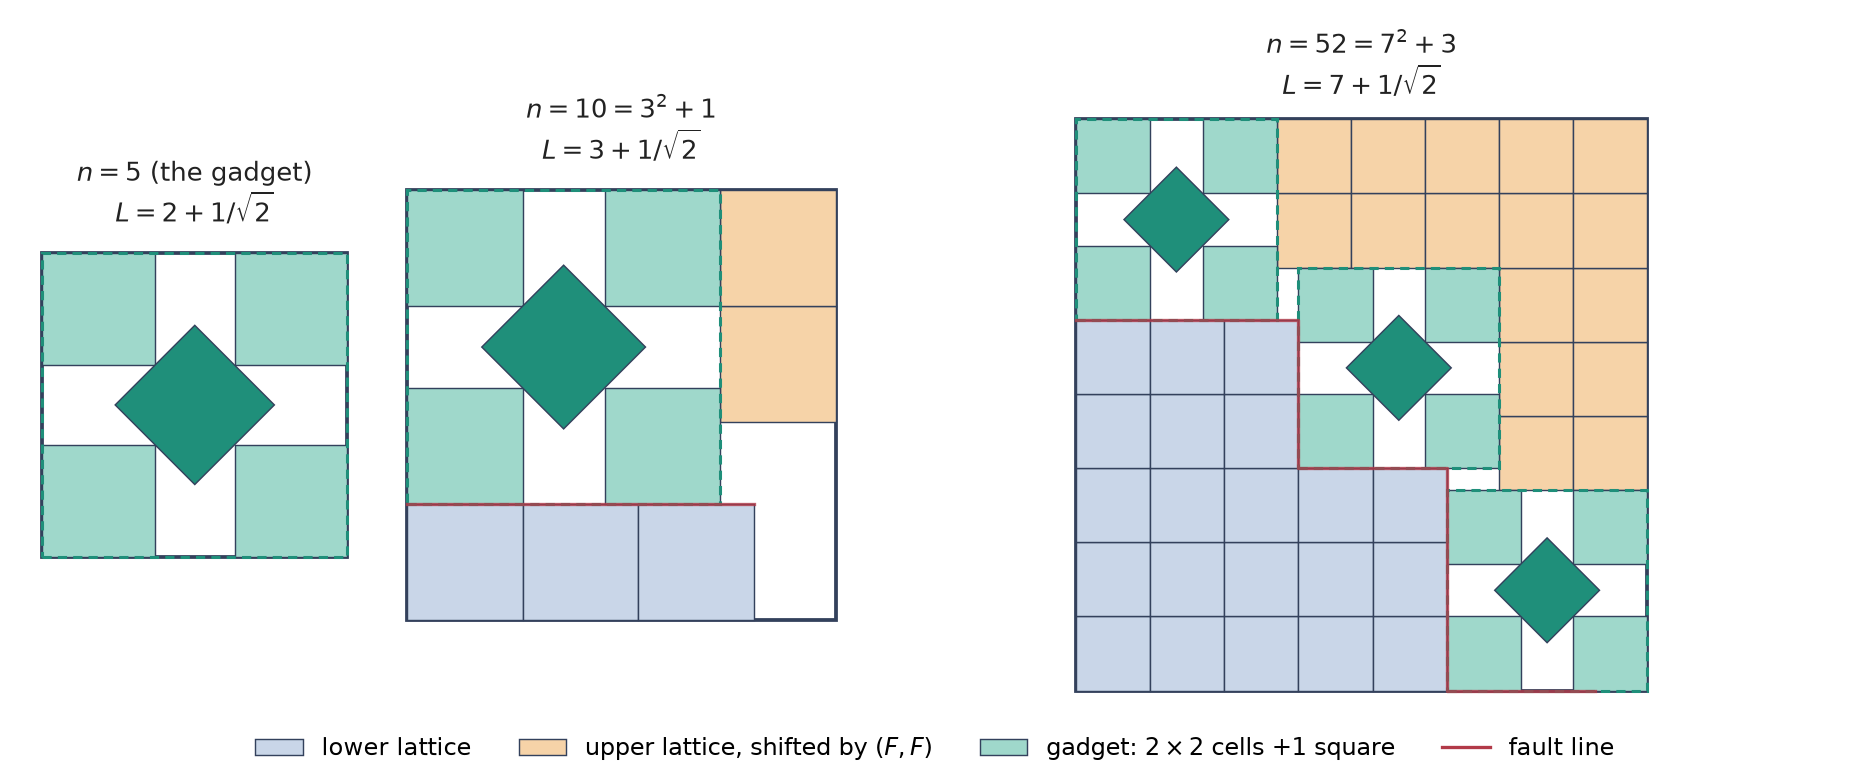 n = 5 (the gadget)
L = 2 + 1/√2
n = 10 = 3² + 1
L = 3 + 1/√2
n = 52 = 7² + 3
L = 7 + 1/√2
lower lattice
upper lattice, shifted by (F, F)
gadget: 2 × 2 cells +1 square
fault line